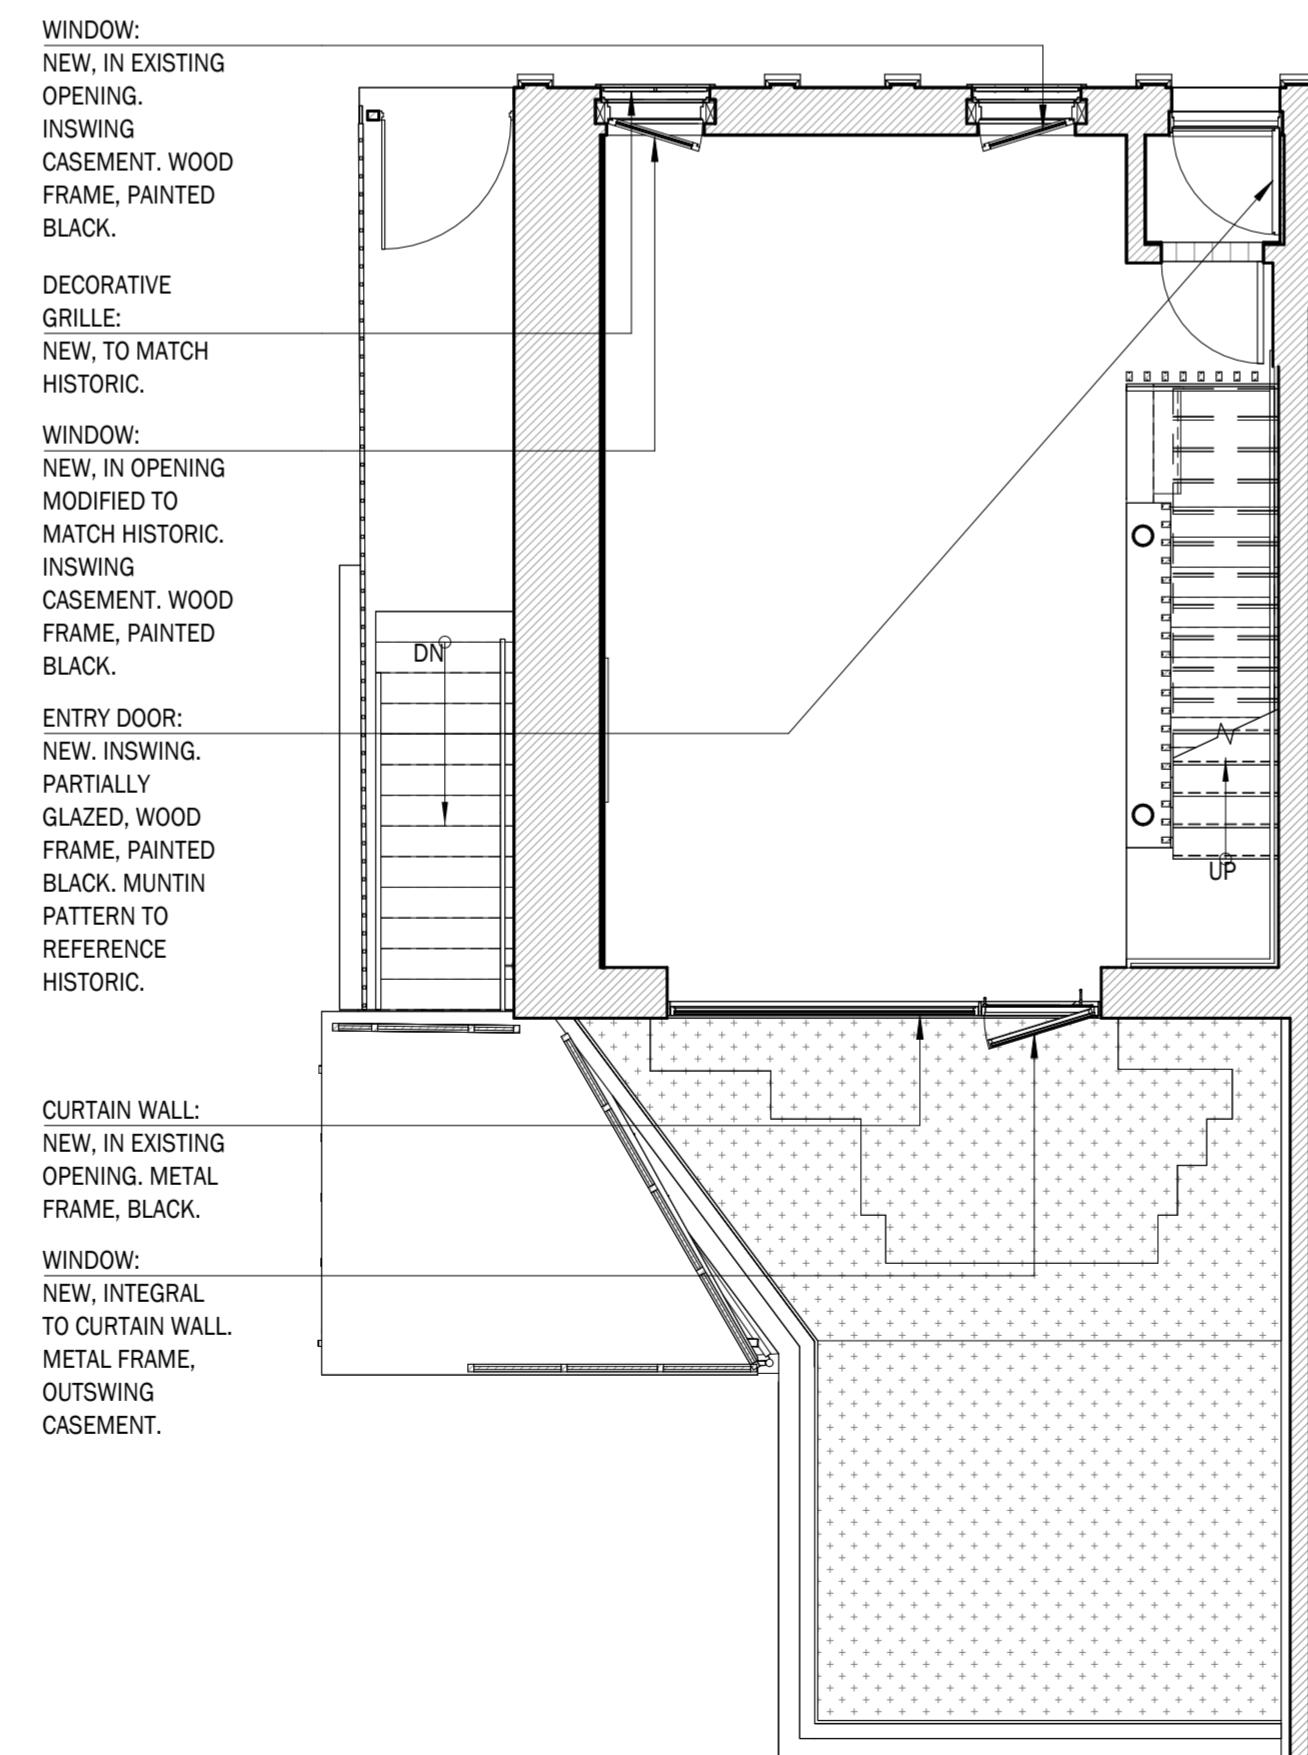 WINDOW:
NEW, IN EXISTING
OPENING.
INSWING
CASEMENT. WOOD
FRAME, PAINTED
BLACK.
DECORATIVE
GRILLE:
NEW, TO MATCH
HISTORIC.
WINDOW:
NEW, IN OPENING
MODIFIED TO
MATCH HISTORIC.
INSWING
CASEMENT. WOOD
FRAME, PAINTED
BLACK.
ENTRY DOOR:
NEW. INSWING.
PARTIALLY
GLAZED, WOOD
FRAME, PAINTED
BLACK. MUNTIN
PATTERN TO
REFERENCE
HISTORIC.
CURTAIN WALL:
NEW, IN EXISTING
OPENING. METAL
FRAME, BLACK.
WINDOW:
NEW, INTEGRAL
TO CURTAIN WALL.
METAL FRAME,
OUTSWING
CASEMENT.
DN
UP